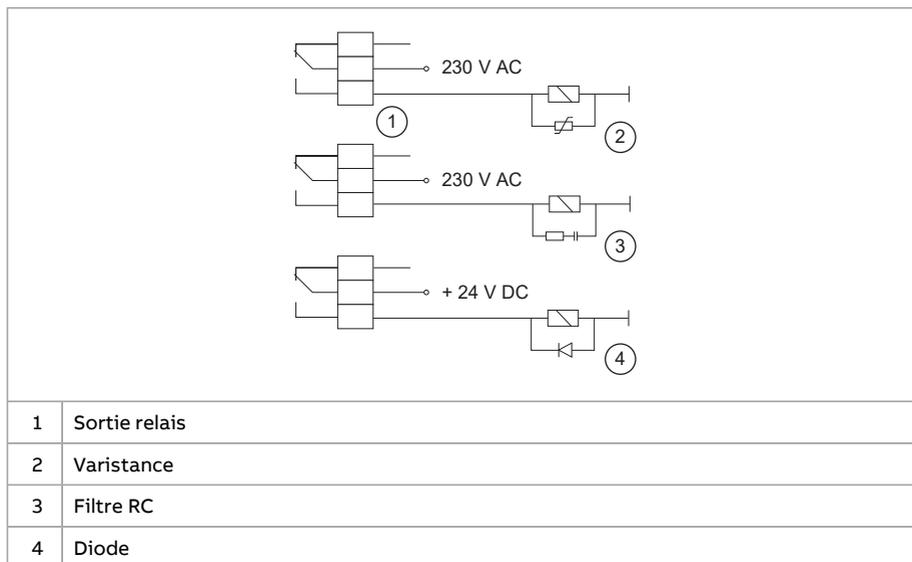 230 V AC
1
2
230 V AC
3
+ 24 V DC
4
1 Sortie relais
2 Varistance
3 Filtre RC
4 Diode